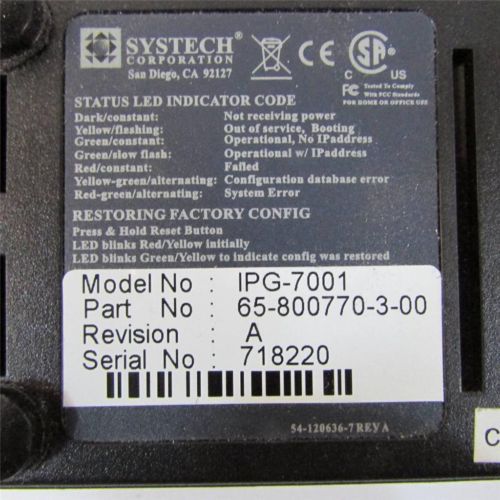 SYSTECH®
CORPORATION
San Diego, CA 92127
SA
C US
FC Tested To Comply
With FCC Standards
FOR HOME OR OFFICE USE
STATUS LED INDICATOR CODE
Dark/constant: Not receiving power
Yellow/flashing: Out of service, Booting
Green/constant: Operational, No IPaddress
Green/slow flash: Operational w/ IPaddress
Red/constant: Failed
Yellow-green/alternating: Configuration database error
Red-green/alternating: System Error
RESTORING FACTORY CONFIG
Press & Hold Reset Button
LED blinks Red/Yellow initially
LED blinks Green/Yellow to indicate config was restored
Model No : IPG-7001
Part No : 65-800770-3-00
Revision : A
Serial No : 718220
54-120636-7 REV A
C